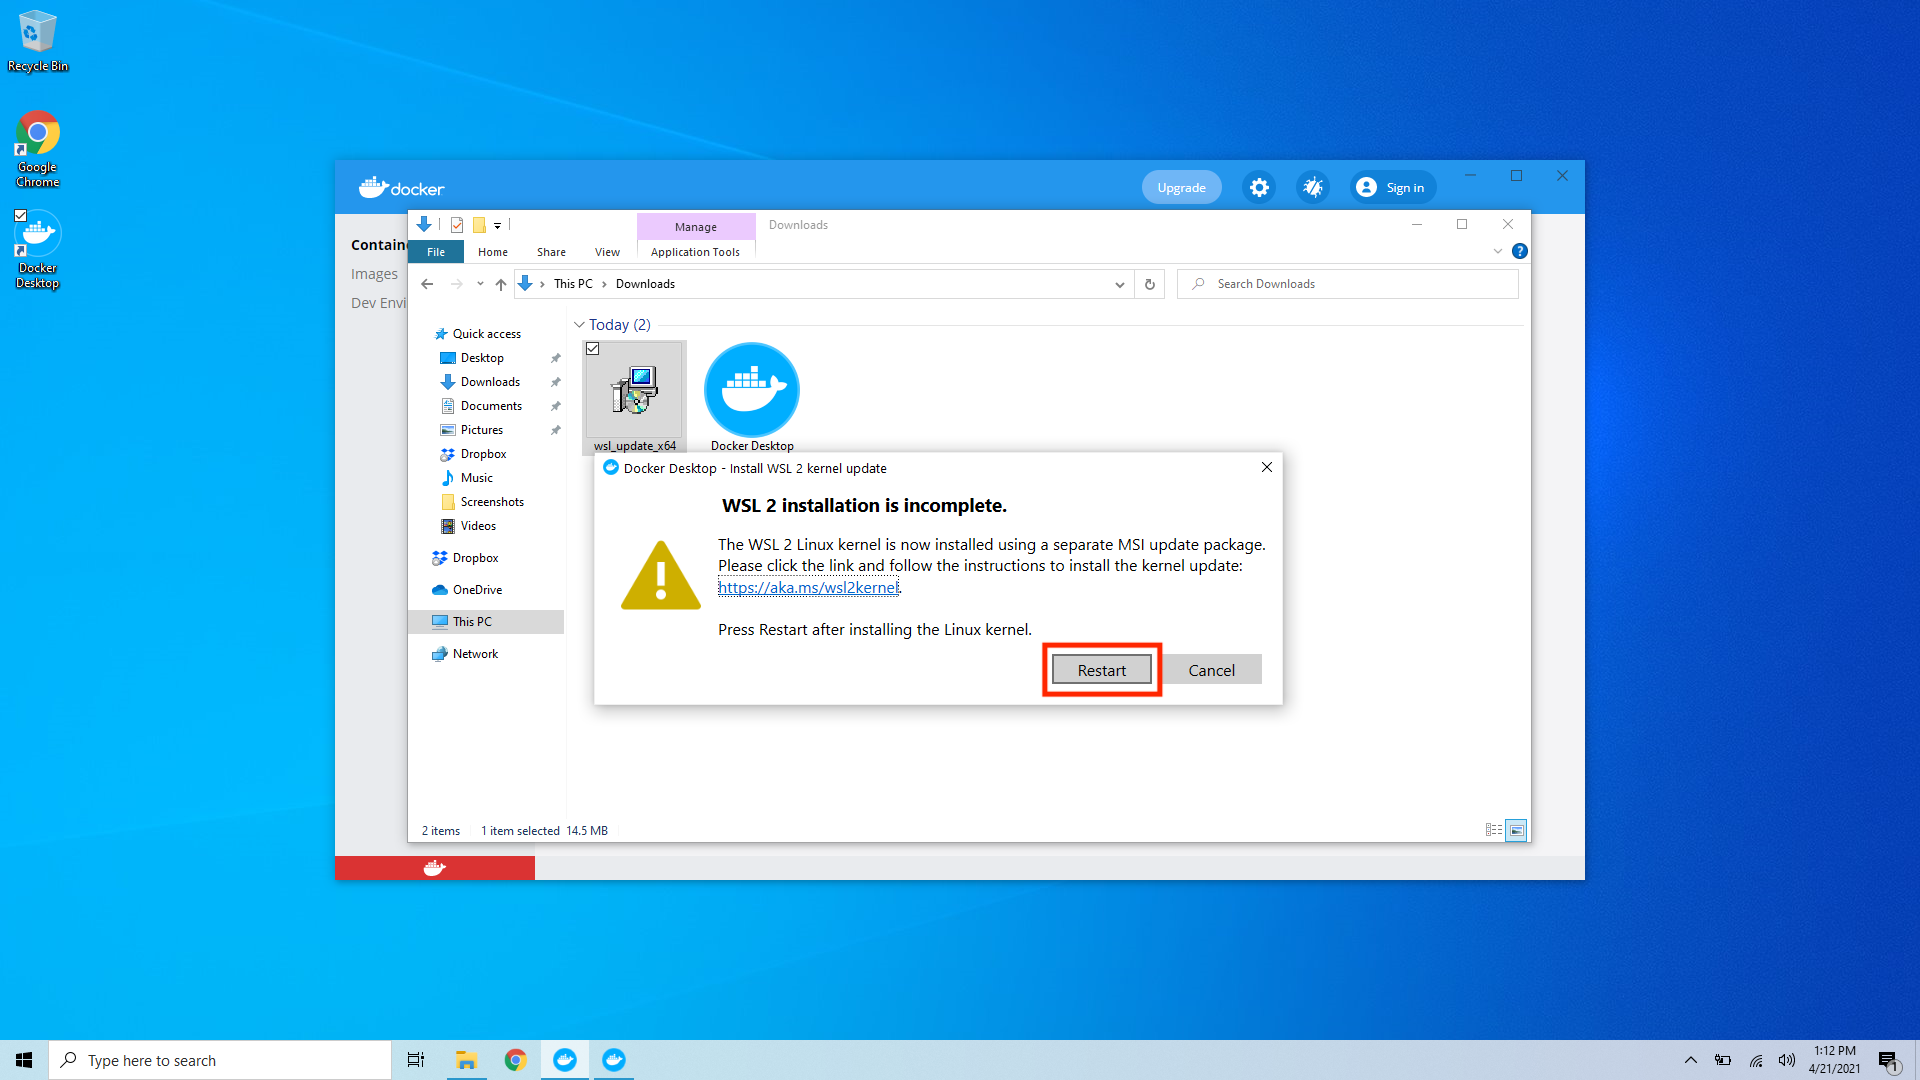 Recycle Bin
Google
Chrome
Docker
Desktop
docker
Upgrade
Sign in
Contain
Images
Dev Envi
Manage
Downloads
File
Home
Share
View
Application Tools
?
This PC
Downloads
Search Downloads
Quick access
Desktop
Downloads
Documents
Pictures
Dropbox
Music
Screenshots
Videos
Dropbox
OneDrive
This PC
Network
Today (2)
wsl_update_x64
Docker Desktop
Docker Desktop - Install WSL 2 kernel update
WSL 2 installation is incomplete.
The WSL 2 Linux kernel is now installed using a separate MSI update package.
Please click the link and follow the instructions to install the kernel update:
https://aka.ms/wsl2kernel.
Press Restart after installing the Linux kernel.
Restart
Cancel
2 items
1 item selected 14.5 MB
Type here to search
1:12 PM
4/21/2021
1